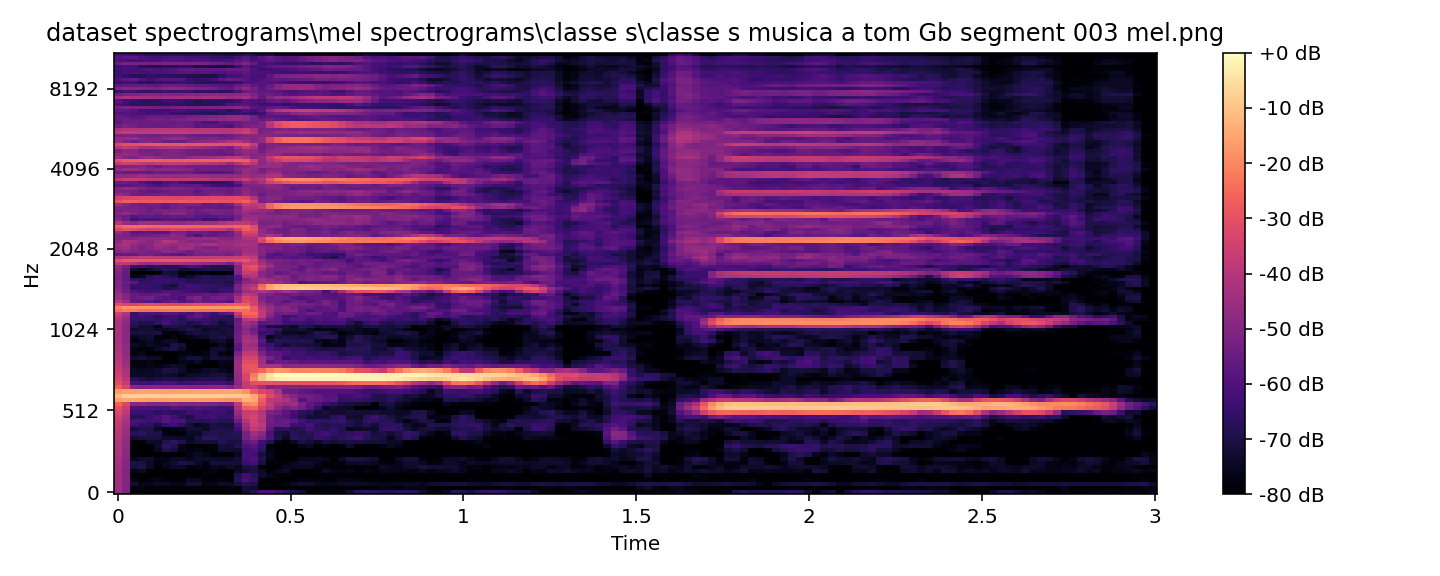 dataset spectrograms\mel spectrograms\classe s\classe s musica a tom Gb segment 003 mel.png
Hz
8192
4096
2048
1024
512
0
0
0.5
1
1.5
2
2.5
3
Time
+0 dB
-10 dB
-20 dB
-30 dB
-40 dB
-50 dB
-60 dB
-70 dB
-80 dB